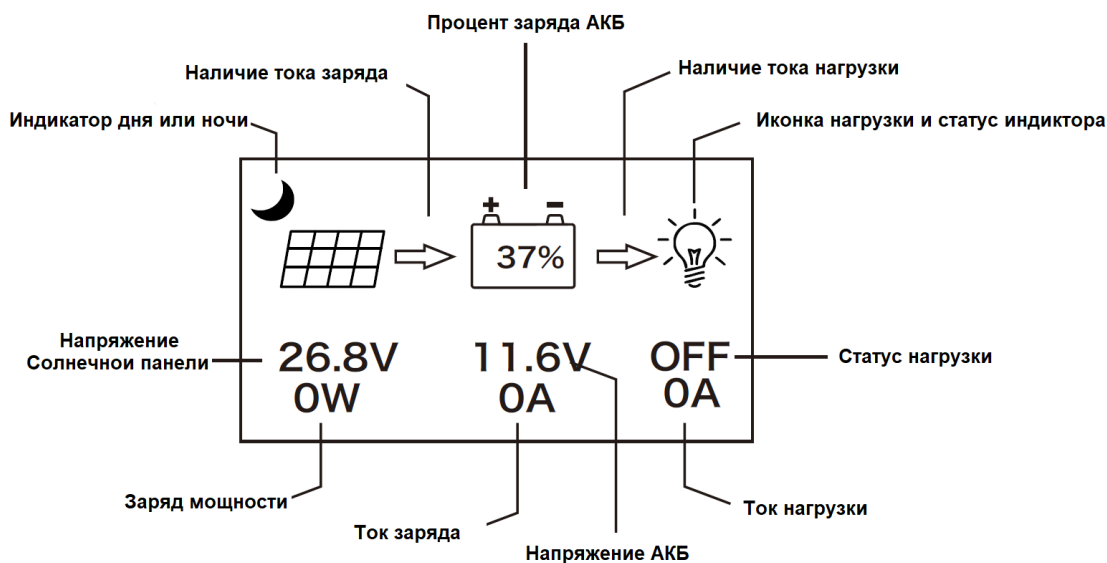 Процент заряда АКБ
Наличие тока заряда
Наличие тока нагрузки
Индикатор дня или ночи
Иконка нагрузки и статус индиктора
+
−
37%
Напряжение
Солнечнои панели
26.8V
11.6V
OFF
Статус нагрузки
0W
0A
0A
Заряд мощности
Ток заряда
Ток нагрузки
Напряжение АКБ